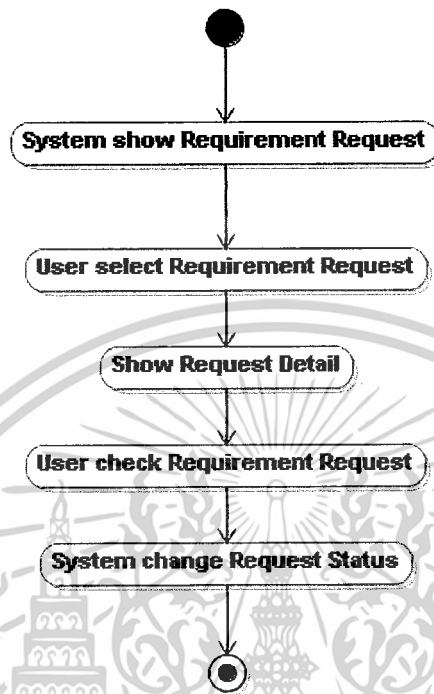 System show Requirement Request
User select Requirement Request
Show Request Detail
User check Requirement Request
System change Request Status